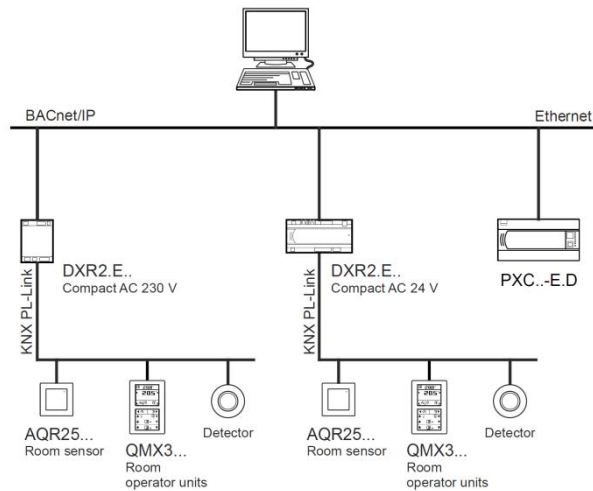 BACnet/IP
Ethernet
DXR2.E..
Compact AC 230 V
KNX PL-Link
DXR2.E..
Compact AC 24 V
KNX PL-Link
PXC..-E.D
AQR25...
Room sensor
QMX3...
Room
operator units
Detector
AQR25...
Room sensor
QMX3...
Room
operator units
Detector